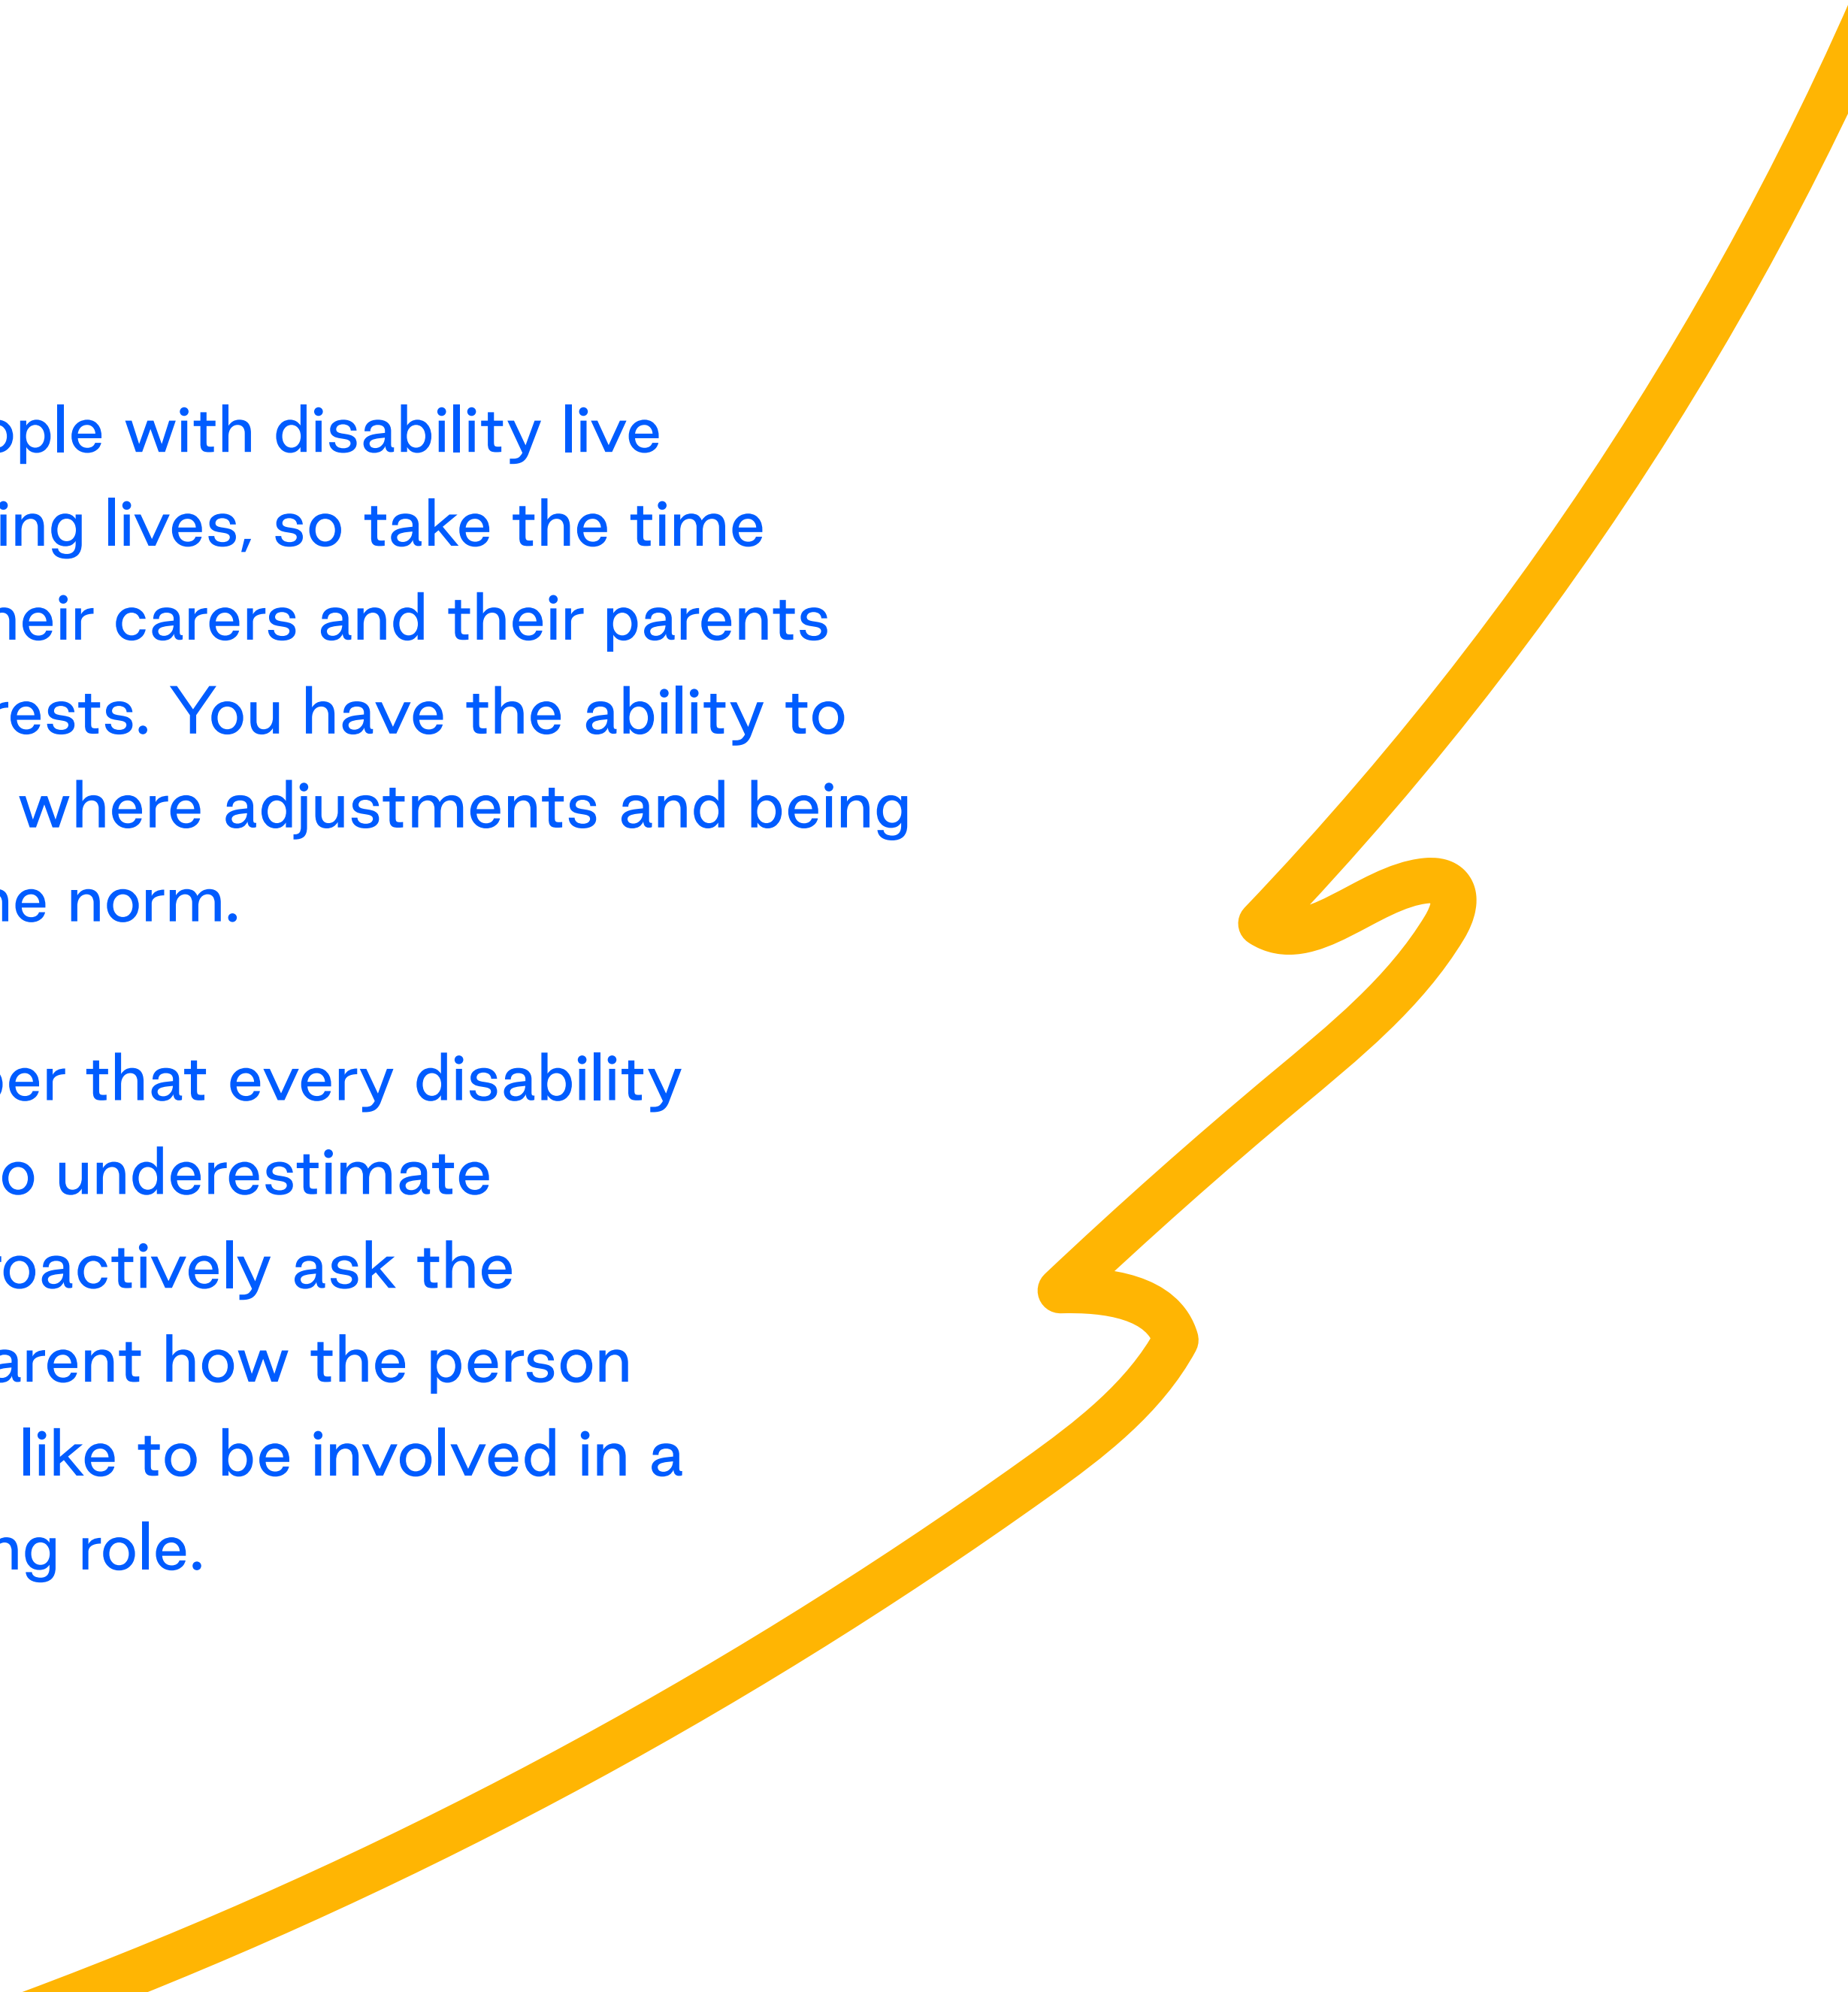 ople with disability live
ing lives, so take the time
heir carers and their parents
rests. You have the ability to
where adjustments and being
he norm.
ber that every disability
o underestimate
roactively ask the
arent how the person
like to be involved in a
ng role.